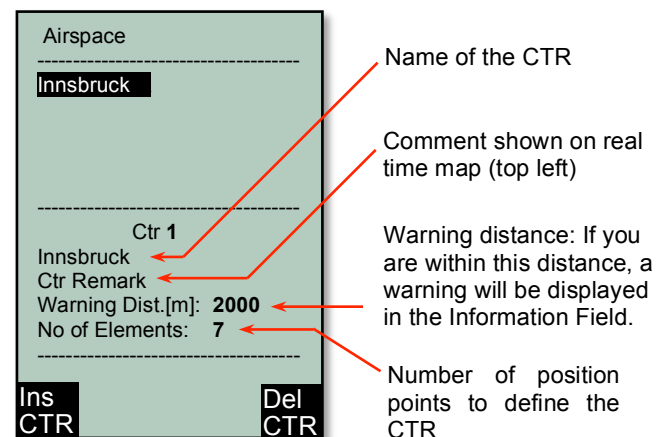 Airspace
--------------------------------------
Innsbruck
--------------------------------------
Ctr 1
Innsbruck
Ctr Remark
Warning Dist.[m]: 2000
No of Elements: 7
--------------------------------------
Ins
CTR
Del
CTR
Name of the CTR
Comment shown on real
time map (top left)
Warning distance: If you
are within this distance, a
warning will be displayed
in the Information Field.
Number of position
points to define the
CTR